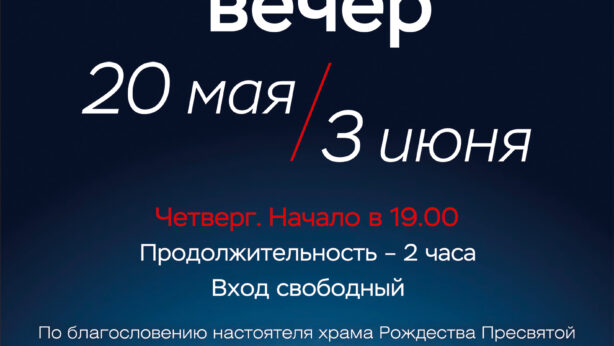 вечер
20 мая
3 июня
Четверг. Начало в 19.00
Продолжительность – 2 часа
Вход свободный
По благословению настоятеля храма Рождества Пресвятой